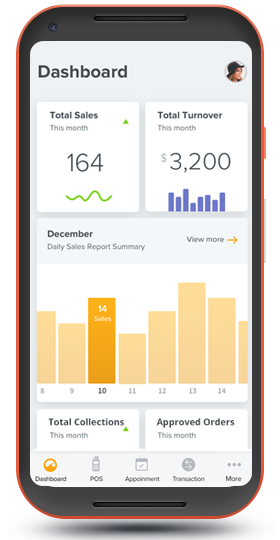 Dashboard
Total Sales
This month
164
Total Turnover
This month
$3,200
December
Daily Sales Report Summary
View more
14
Sales
8 9 10 11 12 13 14
Total Collections
This month
Approved Orders
This month
Dashboard POS Appoinment Transaction More